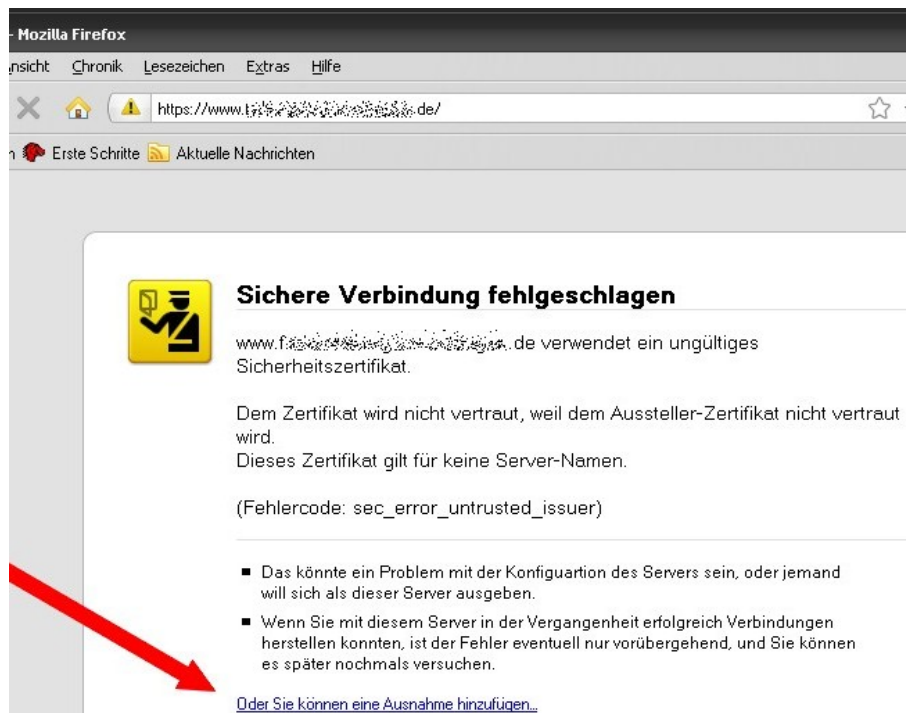 - Mozilla Firefox
nsicht Chronik Lesezeichen Extras Hilfe
https://www. .de/
n Erste Schritte Aktuelle Nachrichten
Sichere Verbindung fehlgeschlagen
www.f .de verwendet ein ungültiges
Sicherheitszertifikat.
Dem Zertifikat wird nicht vertraut, weil dem Aussteller-Zertifikat nicht vertraut
wird.
Dieses Zertifikat gilt für keine Server-Namen.
(Fehlercode: sec_error_untrusted_issuer)
Das könnte ein Problem mit der Konfiguartion des Servers sein, oder jemand
will sich als dieser Server ausgeben.
Wenn Sie mit diesem Server in der Vergangenheit erfolgreich Verbindungen
herstellen konnten, ist der Fehler eventuell nur vorübergehend, und Sie können
es später nochmals versuchen.
Oder Sie können eine Ausnahme hinzufügen...